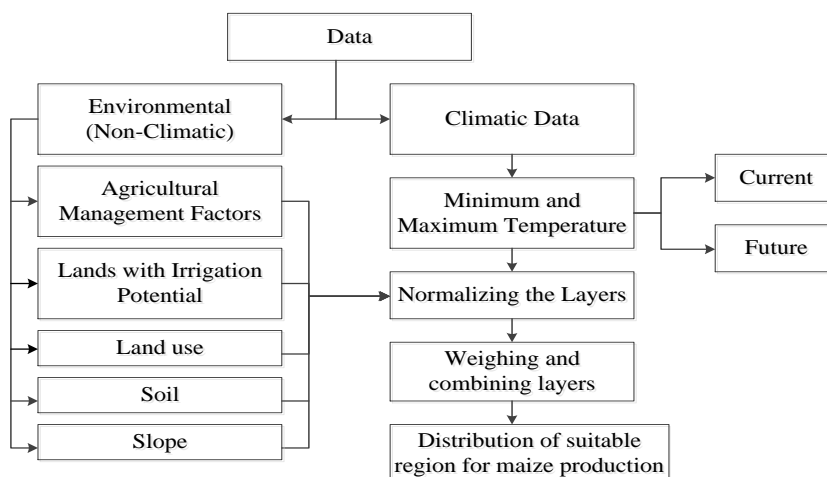 Data
Environmental
(Non-Climatic)
Climatic Data
Agricultural
Management Factors
Minimum and
Maximum Temperature
Current
Future
Lands with Irrigation
Potential
Normalizing the Layers
Land use
Weighing and
combining layers
Soil
Slope
Distribution of suitable
region for maize production